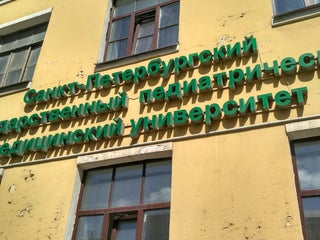 Санкт-Петербургский
дарственный педиатричес
едицинский университет